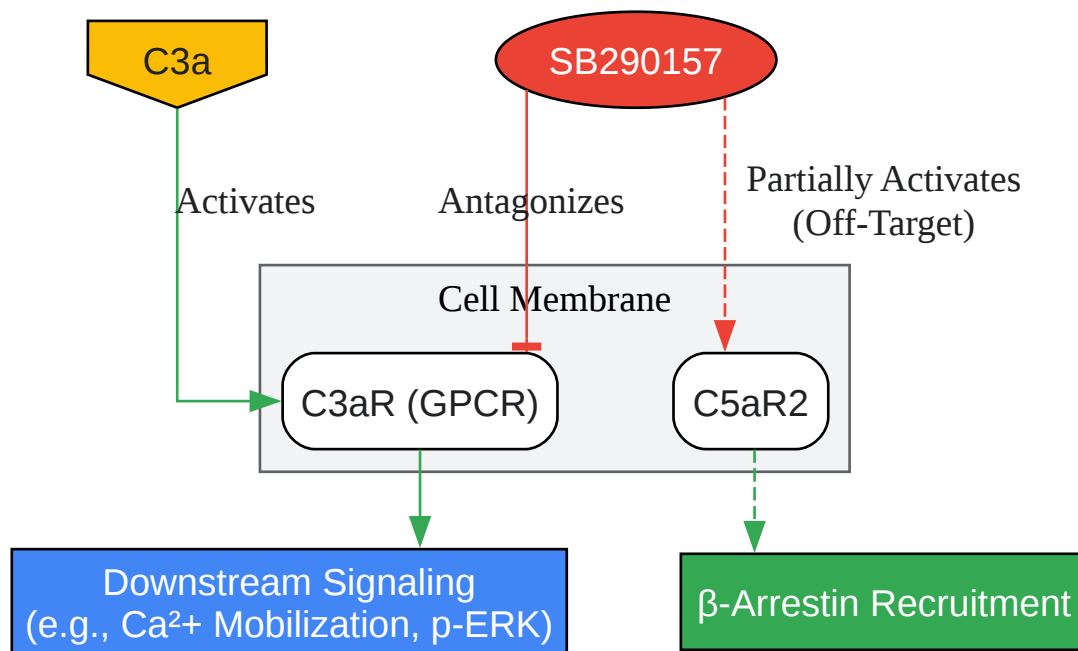 C3a
SB290157
Activates
Antagonizes
Partially Activates
(Off-Target)
Cell Membrane
C3aR (GPCR)
C5aR2
Downstream Signaling
(e.g., Ca²+ Mobilization, p-ERK)
β-Arrestin Recruitment